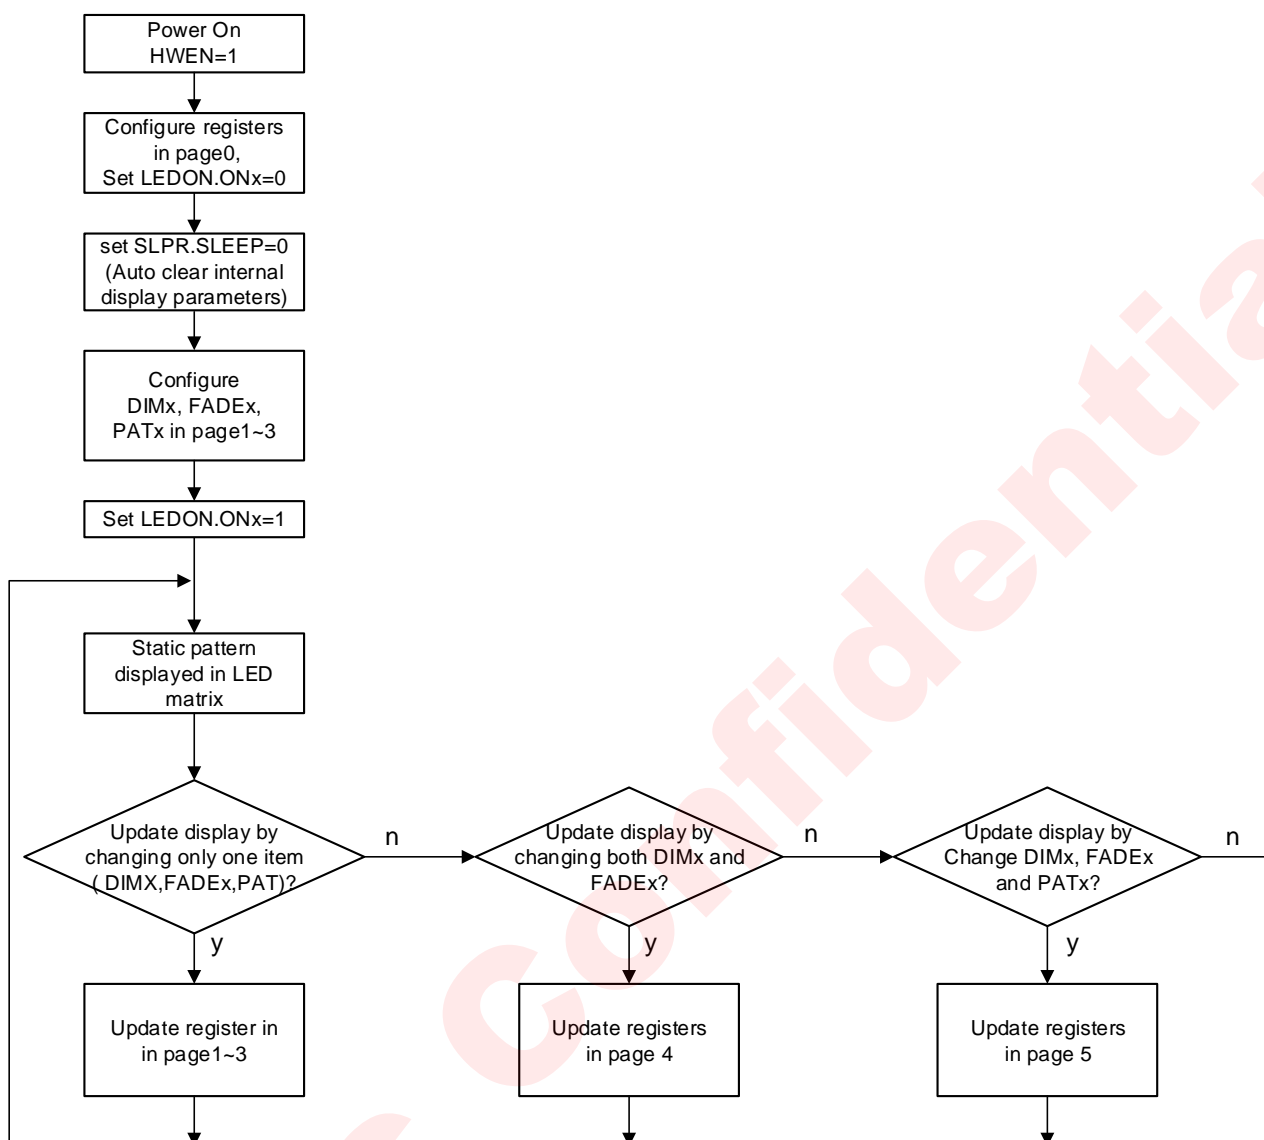 Power On
HWEN=1
Configure registers
in page0,
Set LEDON.ONx=0
set SLPR.SLEEP=0
(Auto clear internal
display parameters)
Configure
DIMx, FADEx,
PATx in page1~3
Set LEDON.ONx=1
Static pattern
displayed in LED
matrix
Update display by
changing only one item
( DIMX,FADEx,PAT)?
n
y
Update display by
changing both DIMx and
FADEx?
n
y
Update display by
Change DIMx, FADEx
and PATx?
n
y
Update register in
in page1~3
Update registers
in page 4
Update registers
in page 5
Confidential